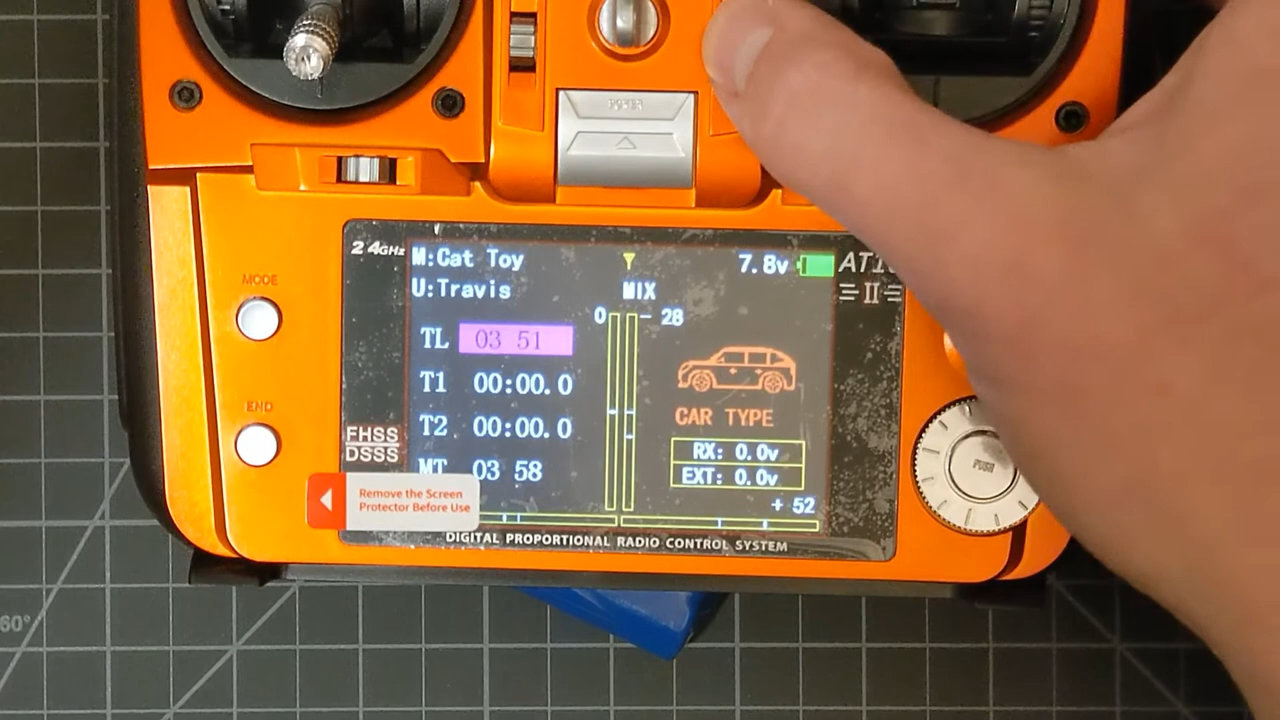 POWER
MODE
END
2.4GHz
M:Cat Toy
U:Travis
MIX
7.8v
II
0
- 28
TL 03 51
T1 00:00.0
T2 00:00.0
MT 03 58
CAR TYPE
RX: 0.0v
EXT: 0.0v
+ 52
FHSS
DSSS
PUSH
Remove the Screen
Protector Before Use
DIGITAL PROPORTIONAL RADIO CONTROL SYSTEM
60°